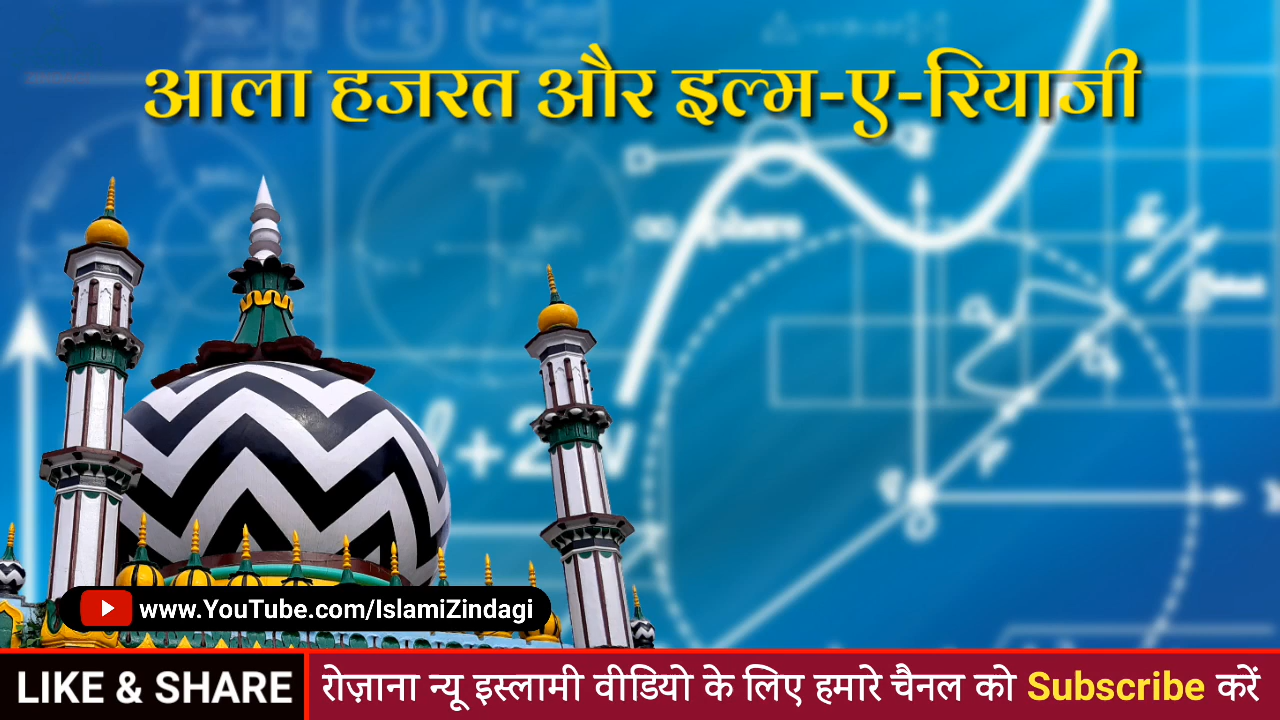 आला हजरत और इल्म-ए-रियाजी
www.YouTube.com/IslamiZindagi
LIKE & SHARE
रोज़ाना न्यू इस्लामी वीडियो के लिए हमारे चैनल को Subscribe करें